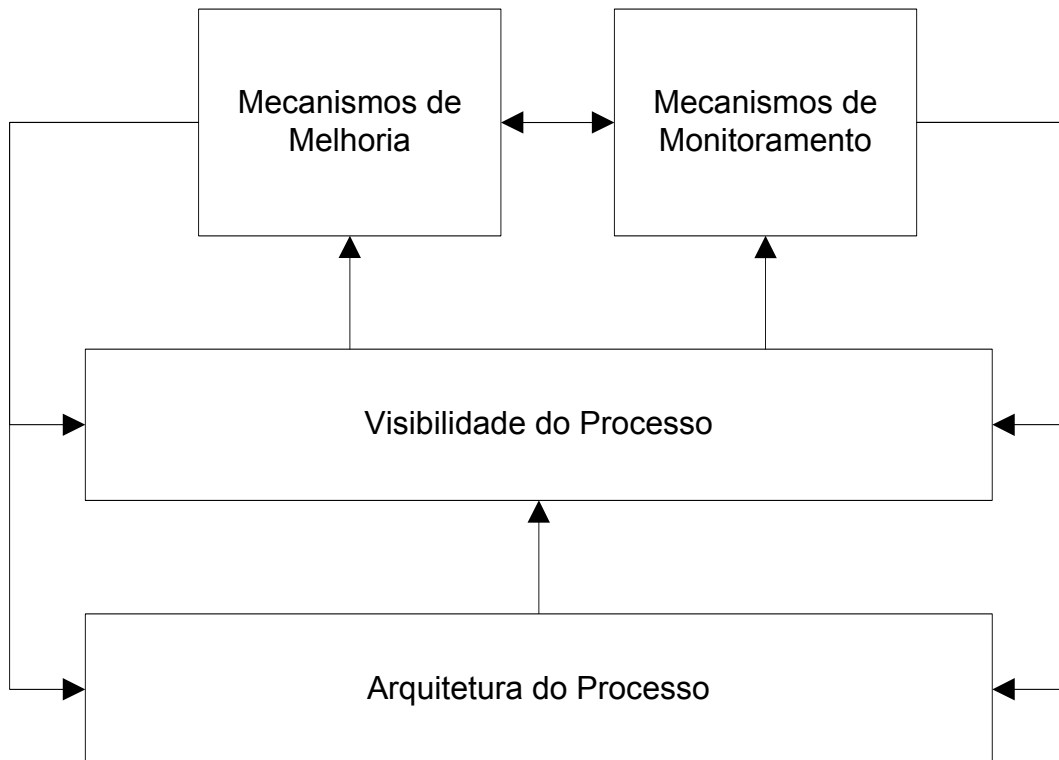 Mecanismos de
Melhoria
Mecanismos de
Monitoramento
Visibilidade do Processo
Arquitetura do Processo